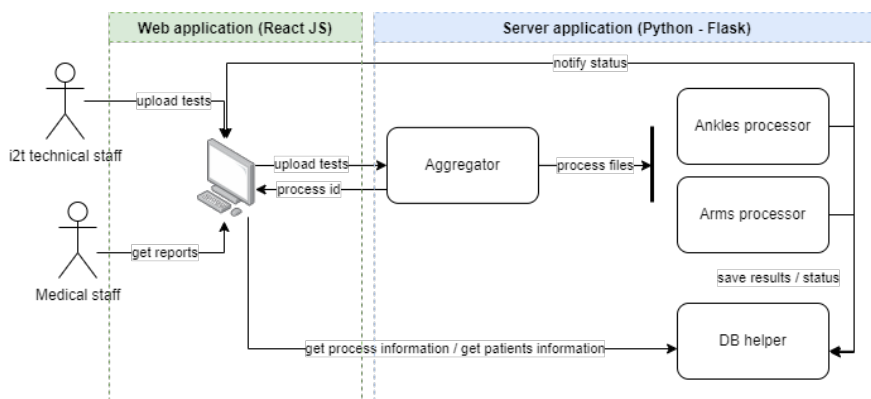 Web application (React JS)
Server application (Python - Flask)
notify status
upload tests
i2t technical staff
upload tests
process id
Aggregator
process files
Ankles processor
Arms processor
get reports
Medical staff
save results / status
get process information / get patients information
DB helper